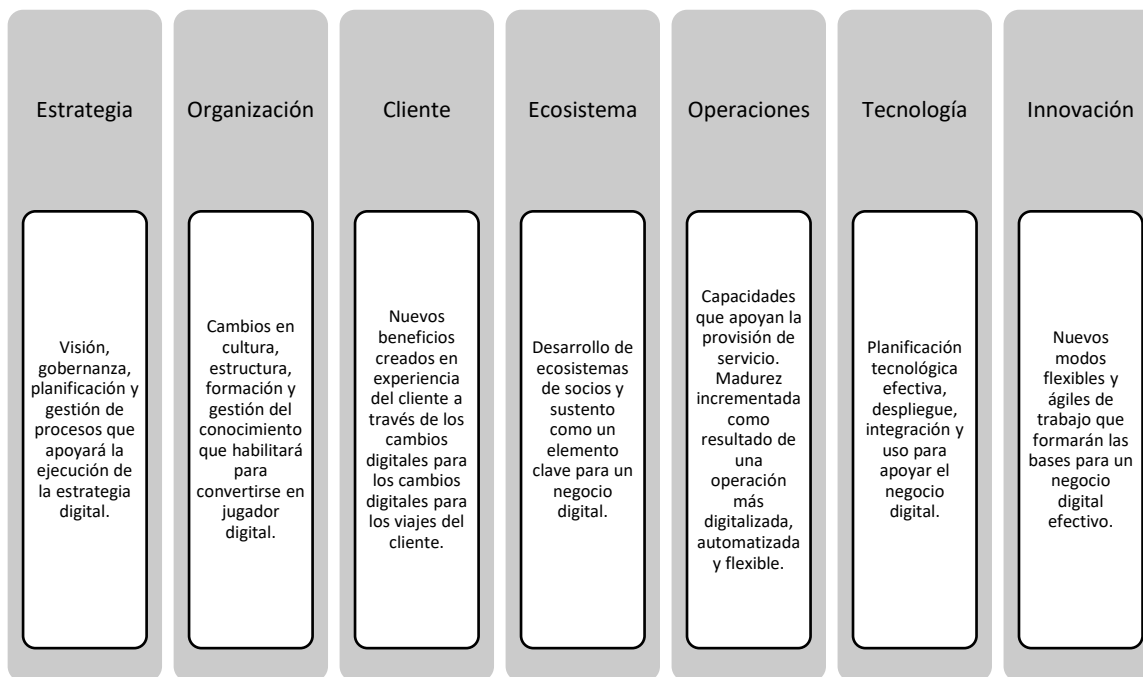 Estrategia
Visión,
gobernanza,
planificación y
gestión de
procesos que
apoyará la
ejecución de
la estrategia
digital.
Organización
Cambios en
cultura,
estructura,
formación y
gestión del
conocimiento
que habilitará
para
convertirse en
jugador
digital.
Cliente
Nuevos
beneficios
creados en
experiencia
del cliente a
través de los
cambios
digitales para
los cambios
digitales para
los viajes del
cliente.
Ecosistema
Desarrollo de
ecosistemas
de socios y
sustento
como un
elemento
clave para un
negocio
digital.
Operaciones
Capacidades
que apoyan la
provisión de
servicio.
Madurez
incrementada
como
resultado de
una
operación
más
digitalizada,
automatizada
y flexible.
Tecnología
Planificación
tecnológica
efectiva,
despliegue,
integración y
uso para
apoyar el
negocio
digital.
Innovación
Nuevos
modos
flexibles y
ágiles de
trabajo que
formarán las
bases para un
negocio
digital
efectivo.